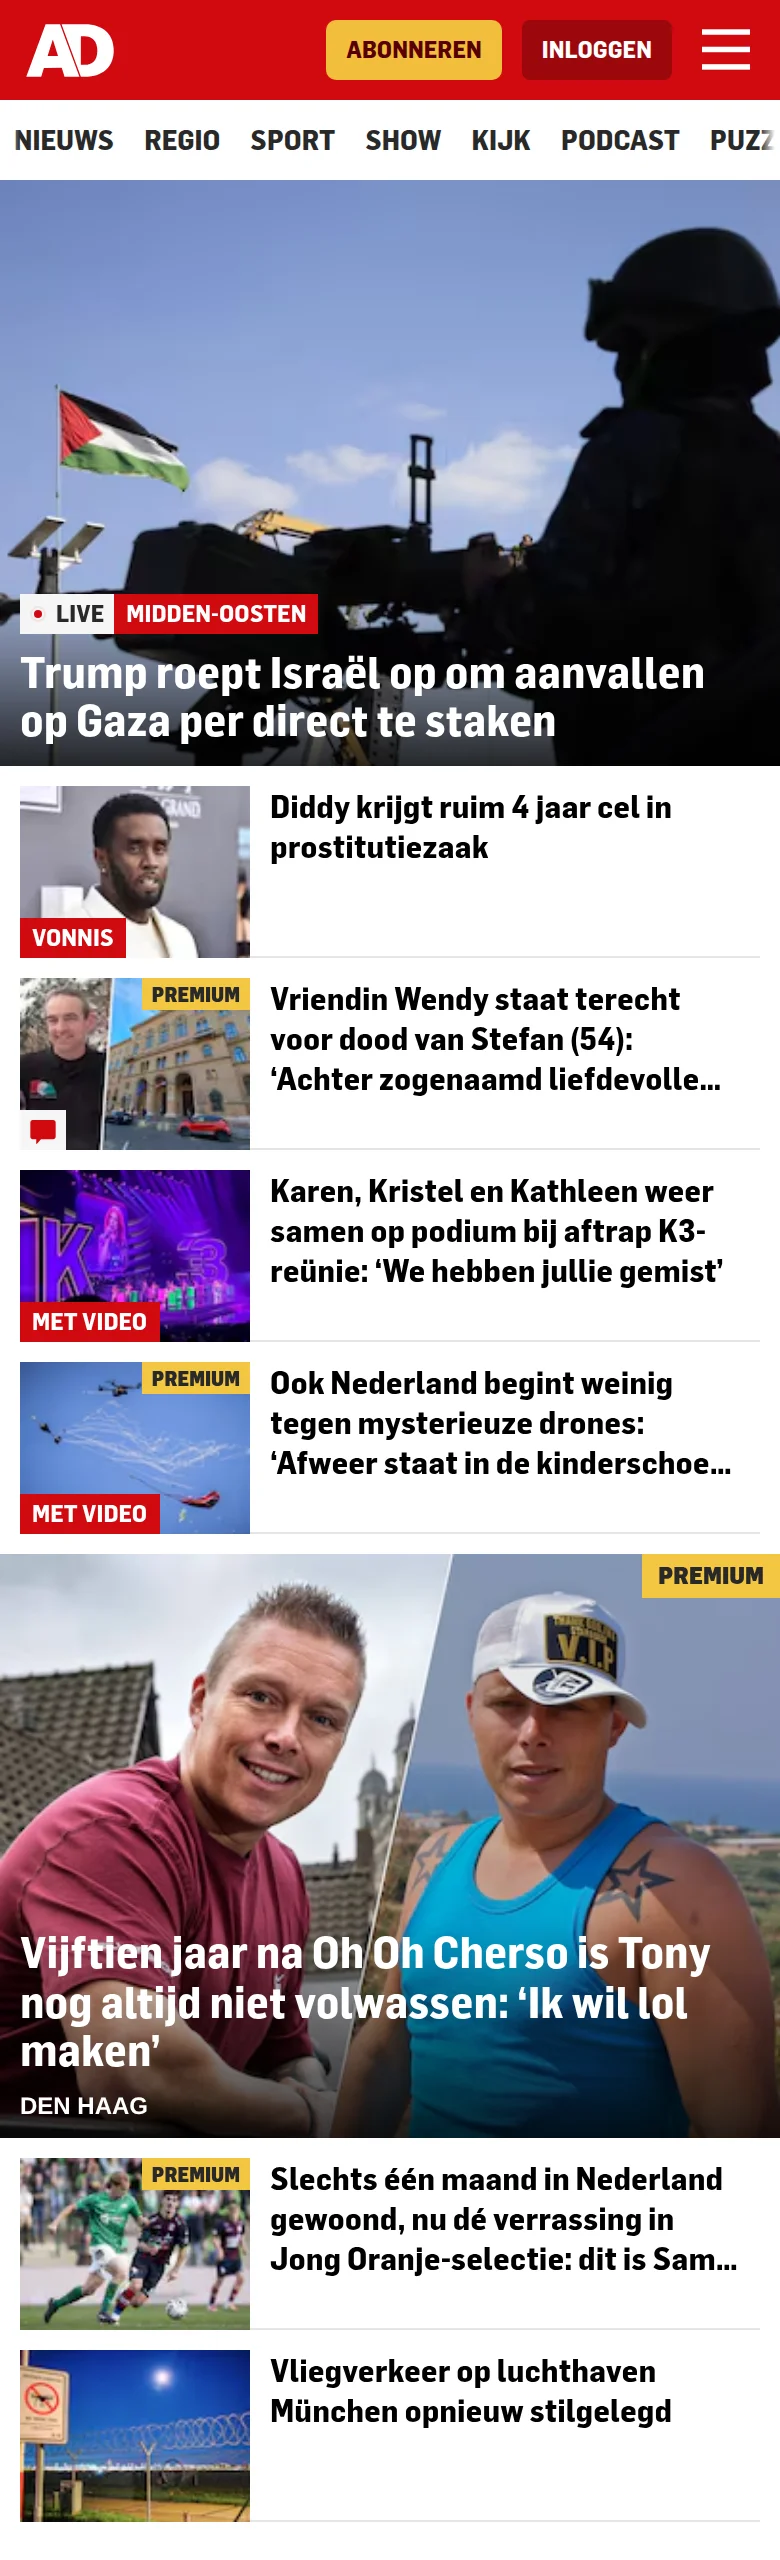 AD
ABONNEREN
INLOGGEN
NIEUWS REGIO SPORT SHOW KIJK PODCAST PUZZ
LIVE
MIDDEN-OOSTEN
Trump roept Israël op om aanvallen
op Gaza per direct te staken
VONNIS
Diddy krijgt ruim 4 jaar cel in
prostitutiezaak
PREMIUM
Vriendin Wendy staat terecht
voor dood van Stefan (54):
‘Achter zogenaamd liefdevolle...
MET VIDEO
Karen, Kristel en Kathleen weer
samen op podium bij aftrap K3-
reünie: ‘We hebben jullie gemist’
PREMIUM
MET VIDEO
Ook Nederland begint weinig
tegen mysterieuze drones:
‘Afweer staat in de kinderschoe...
PREMIUM
V.I.P
Vijftien jaar na Oh Oh Cherso is Tony
nog altijd niet volwassen: ‘Ik wil lol
maken’
DEN HAAG
PREMIUM
Slechts één maand in Nederland
gewoond, nu dé verrassing in
Jong Oranje-selectie: dit is Sam...
Vliegverkeer op luchthaven
München opnieuw stilgelegd